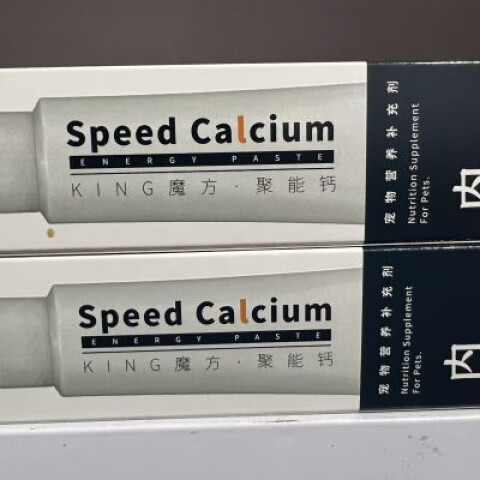 Speed Calcium
ENERGY PASTE
KING魔方·聚能钙
宠物营养补充剂
Nutrition Supplement
For Pets.
内
Speed Calcium
ENERGY PASTE
KING魔方·聚能钙
宠物营养补充剂
Nutrition Supplement
For Pets.
内